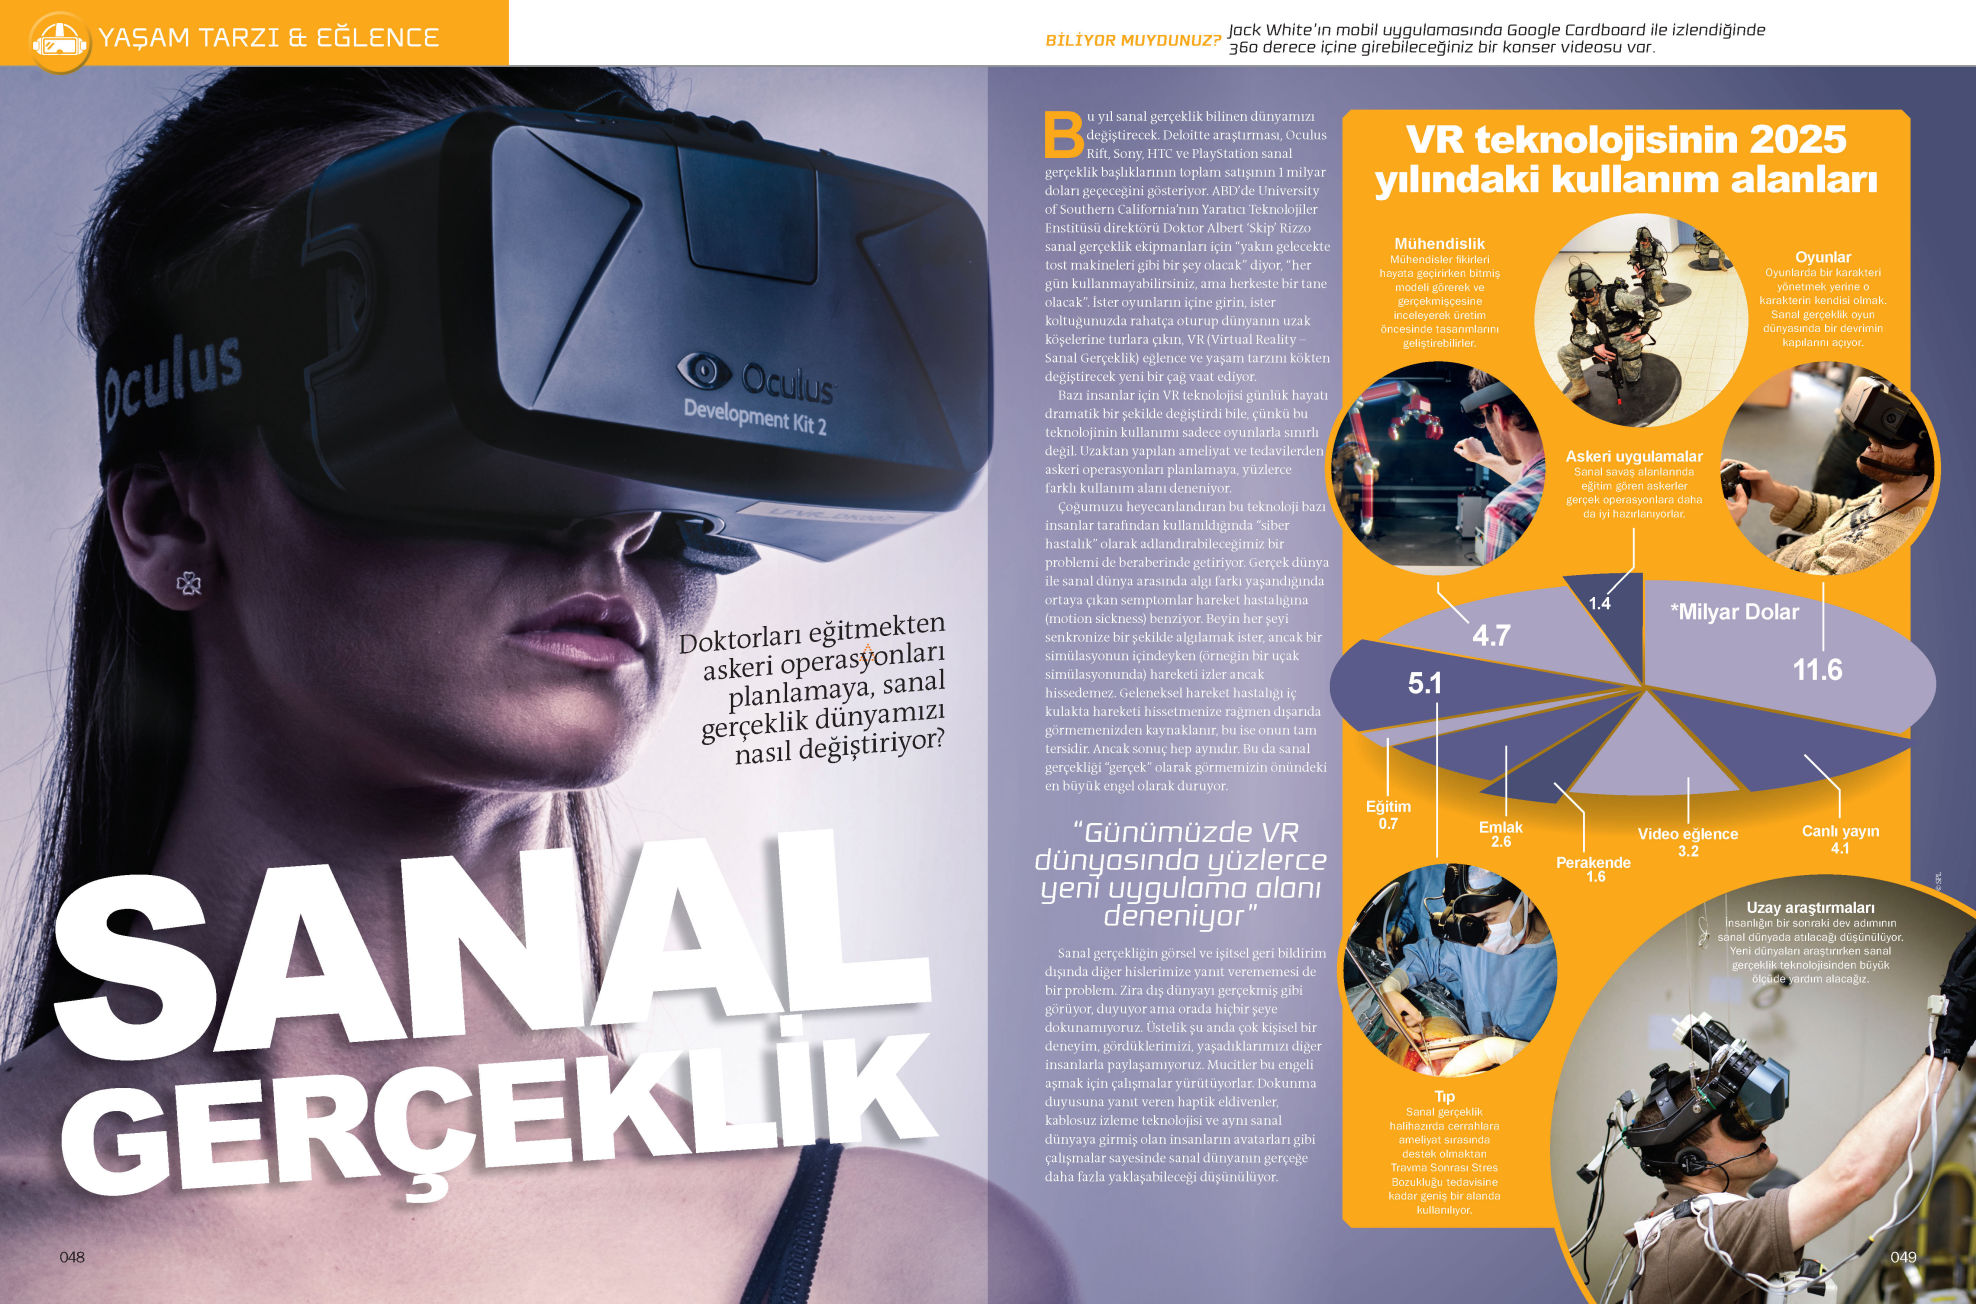 YAŞAM TARZI & EĞLENCE
BİLİYOR MUYDUNUZ?
Jack White'ın mobil uygulamasında Google Cardboard ile izlendiğinde
360 derece içine girebileceğiniz bir konser videosu var.
Oculus
Oculus
Development Kit 2
Doktorları eğitmekten
askeri operasyonları
planlamaya, sanal
gerçeklik dünyamızı
nasıl değiştiriyor?
SANAL
GERÇEKLİK
048
Bu yıl sanal gerçeklik bilinen dünyamızı
değiştirecek. Deloitte araştırması, Oculus
Rift, Sony, HTC ve PlayStation sanal
gerçeklik başlıklarının toplam satışının 1 milyar
doları geçeceğini gösteriyor. ABD'de University
of Southern California'nın Yaratıcı Teknolojiler
Enstitüsü direktörü Doktor Albert 'Skip' Rizzo
sanal gerçeklik ekipmanları için "yakın gelecekte
tost makineleri gibi bir şey olacak" diyor, "her
gün kullanmayabilirsiniz, ama herkeste bir tane
olacak". İster oyunların içine girin, ister
koltuğunuzda rahatça oturup dünyanın uzak
köşelerine turlara çıkın, VR (Virtual Reality –
Sanal Gerçeklik) eğlence ve yaşam tarzını kökten
değiştirecek yeni bir çağ vaat ediyor.
Bazı insanlar için VR teknolojisi günlük hayatı
dramatik bir şekilde değiştirdi bile, çünkü bu
teknolojinin kullanımı sadece oyunlarla sınırlı
değil. Uzaktan yapılan ameliyat ve tedavilerden
askeri operasyonları planlamaya, yüzlerce
farklı kullanım alanı deneniyor.
Çoğumuzu heyecanlandıran bu teknoloji bazı
insanlar tarafından kullanıldığında "siber
hastalık" olarak adlandırabileceğimiz bir
problemi de beraberinde getiriyor. Gerçek dünya
ile sanal dünya arasında algı farkı yaşandığında
ortaya çıkan semptomlar hareket hastalığına
(motion sickness) benziyor. Beyin her şeyi
senkronize bir şekilde algılamak ister, ancak bir
simülasyonun içindeyken (örneğin bir uçak
simülasyonunda) hareketi izler ancak
hissedemez. Geleneksel hareket hastalığı iç
kulakta hareketi hissetmenize rağmen dışarıda
görmemenizden kaynaklanır, bu ise onun tam
tersidir. Ancak sonuç hep aynıdır. Bu da sanal
gerçekliği "gerçek" olarak görmemizin önündeki
en büyük engel olarak duruyor.
"Günümüzde VR
dünyasında yüzlerce
yeni uygulama alanı
deneniyor"
Sanal gerçekliğin görsel ve işitsel geri bildirim
dışında diğer hislerimize yanıt verememesi de
bir problem. Zira dış dünyayı gerçekmiş gibi
görüyor, duyuyor ama orada hiçbir şeye
dokunamıyoruz. Üstelik şu anda çok kişisel bir
deneyim, gördüklerimizi, yaşadıklarımızı diğer
insanlarla paylaşamıyoruz. Mucitler bu engeli
aşmak için çalışmalar yürütüyorlar. Dokunma
duyusuna yanıt veren haptik eldivenler,
kablosuz izleme teknolojisi ve aynı sanal
dünyaya girmiş olan insanların avatarları gibi
çalışmalar sayesinde sanal dünyanın gerçeğe
daha fazla yaklaşabileceği düşünülüyor.
VR teknolojisinin 2025
yılındaki kullanım alanları
Mühendislik
Mühendisler fikirleri
hayata geçirirken bitmiş
modeli görerek ve
gerçekmişçesine
inceleyerek üretim
öncesinde tasarımlarını
geliştirebilirler.
Oyunlar
Oyunlarda bir karakteri
yönetmek yerine o
karakterin kendisi olmak.
Sanal gerçeklik oyun
dünyasında bir devrimin
kapılarını açıyor.
Askeri uygulamalar
Sanal savaş alanlarında
eğitim gören askerler
gerçek operasyonlara daha
da iyi hazırlanıyorlar.
1.4
*Milyar Dolar
4.7
11.6
5.1
Eğitim
0.7
Emlak
2.6
Perakende
1.6
Video eğlence
3.2
Canlı yayın
4.1
© SPL
Uzay araştırmaları
İnsanlığın bir sonraki dev adımının
sanal dünyada atılacağı düşünülüyor.
Yeni dünyaları araştırırken sanal
gerçeklik teknolojisinden büyük
ölçüde yardım alacağız.
Tıp
Sanal gerçeklik
halihazırda cerrahlara
ameliyat sırasında
destek olmaktan
Travma Sonrası Stres
Bozukluğu tedavisine
kadar geniş bir alanda
kullanılıyor.
049